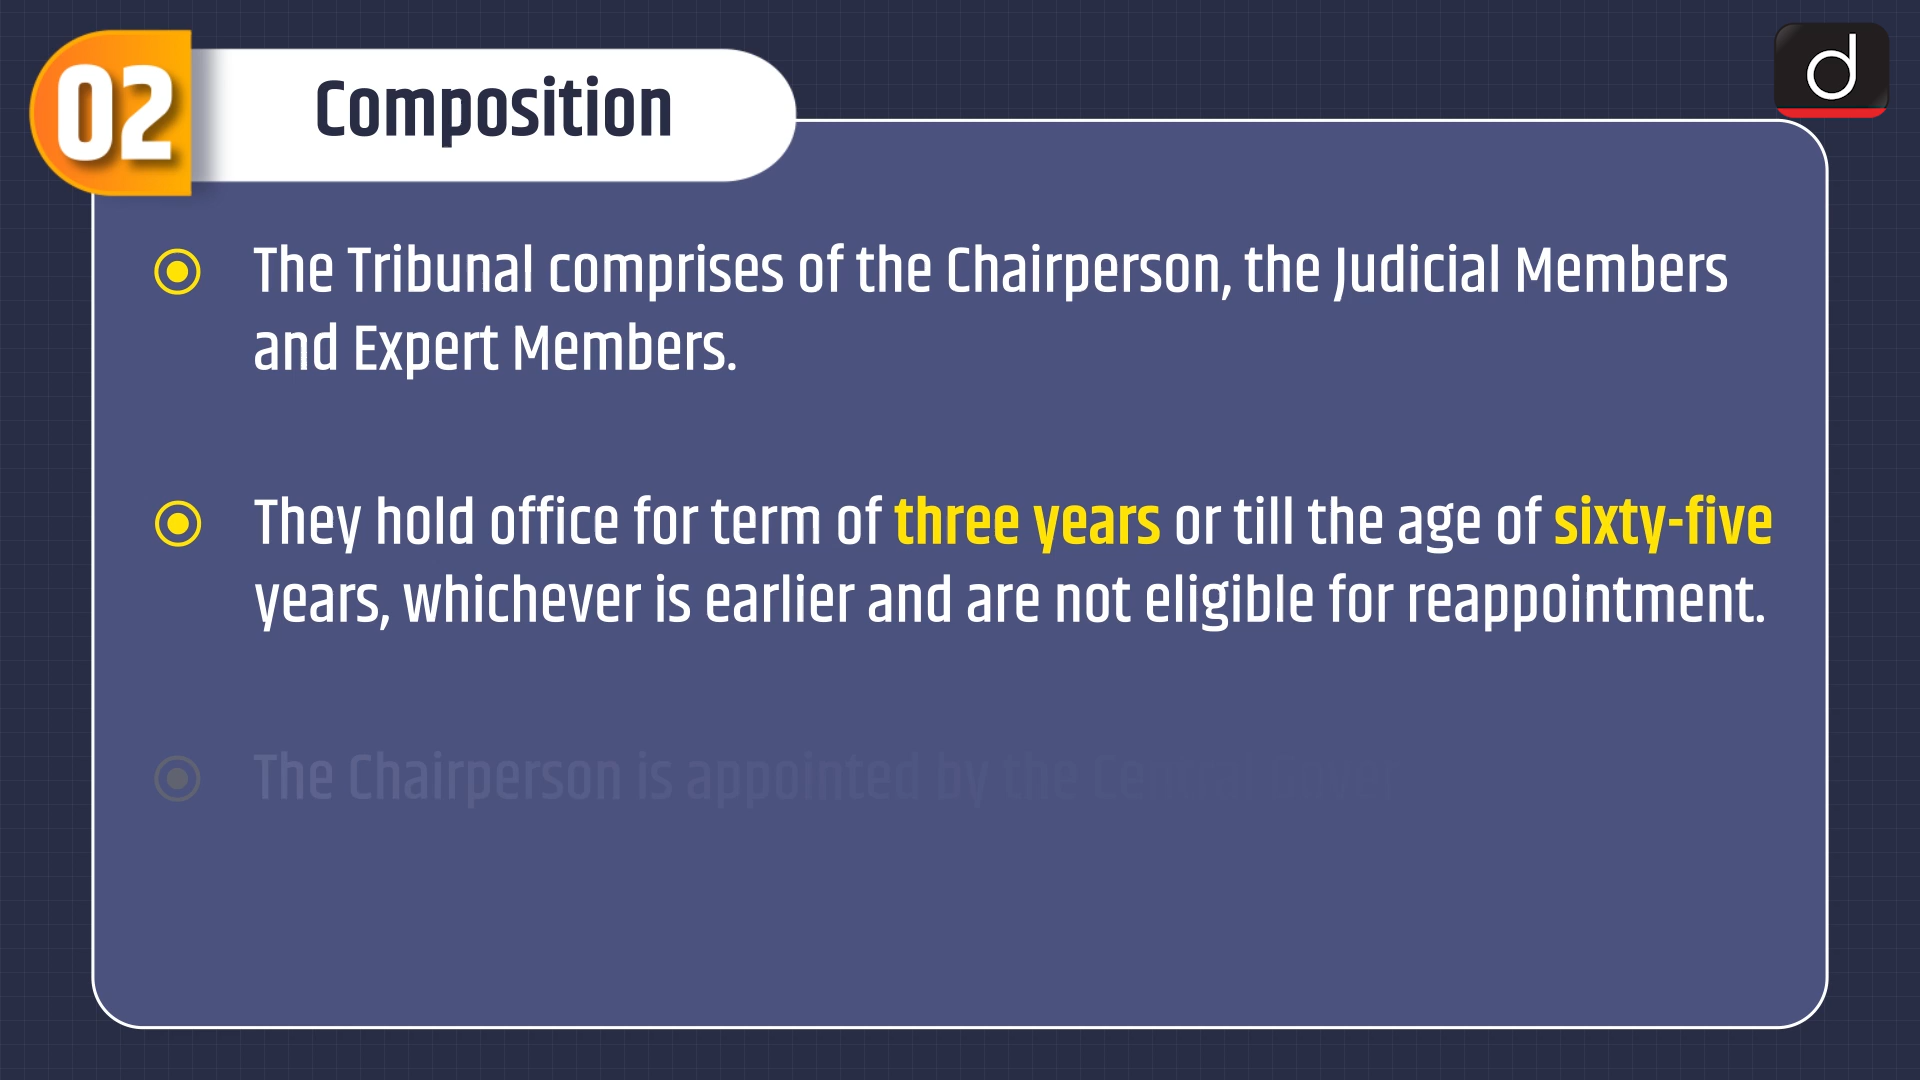 02
Composition
The Tribunal comprises of the Chairperson, the Judicial Members
and Expert Members.
They hold office for term of three years or till the age of sixty-five
years, whichever is earlier and are not eligible for reappointment.
The Chairperson is appointed by the Central